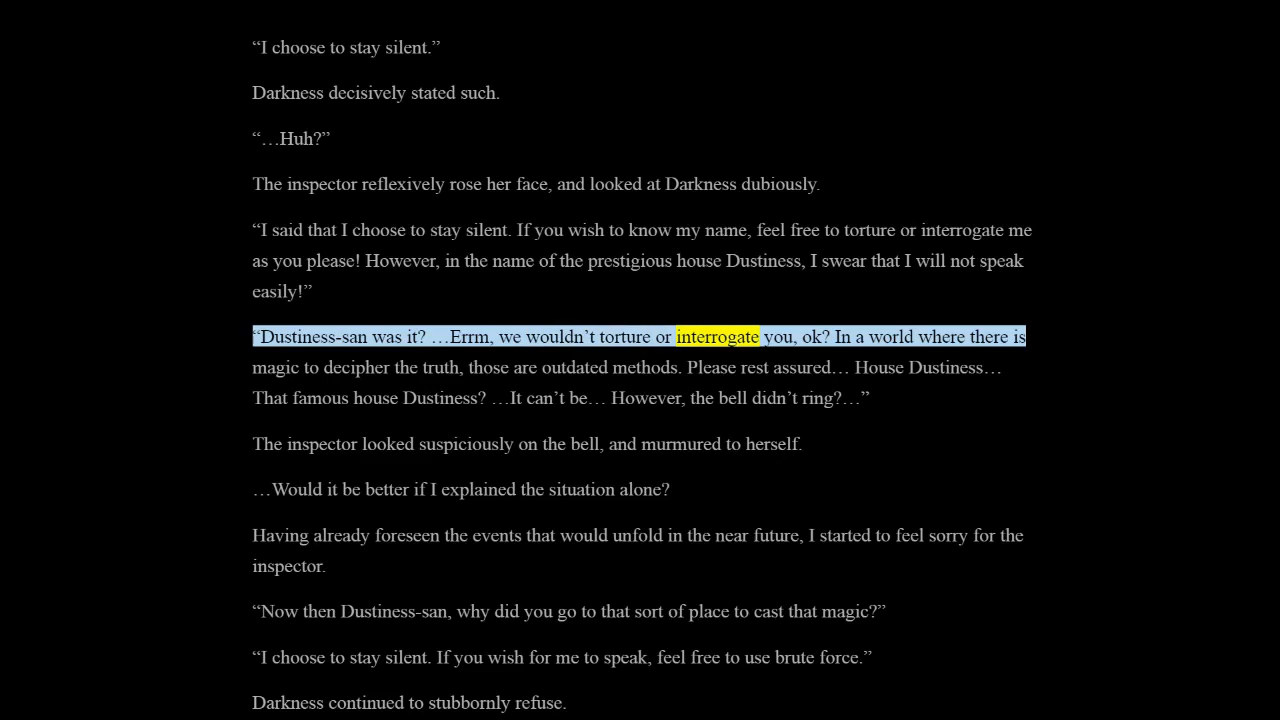 “I choose to stay silent.”
Darkness decisively stated such.
“…Huh?”
The inspector reflexively rose her face, and looked at Darkness dubiously.
“I said that I choose to stay silent. If you wish to know my name, feel free to torture or interrogate me
as you please! However, in the name of the prestigious house Dustiness, I swear that I will not speak
easily!”
“Dustiness-san was it? …Errm, we wouldn’t torture or interrogate you, ok? In a world where there is
magic to decipher the truth, those are outdated methods. Please rest assured… House Dustiness…
That famous house Dustiness? …It can’t be… However, the bell didn’t ring?…”
The inspector looked suspiciously on the bell, and murmured to herself.
…Would it be better if I explained the situation alone?
Having already foreseen the events that would unfold in the near future, I started to feel sorry for the
inspector.
“Now then Dustiness-san, why did you go to that sort of place to cast that magic?”
“I choose to stay silent. If you wish for me to speak, feel free to use brute force.”
Darkness continued to stubbornly refuse.